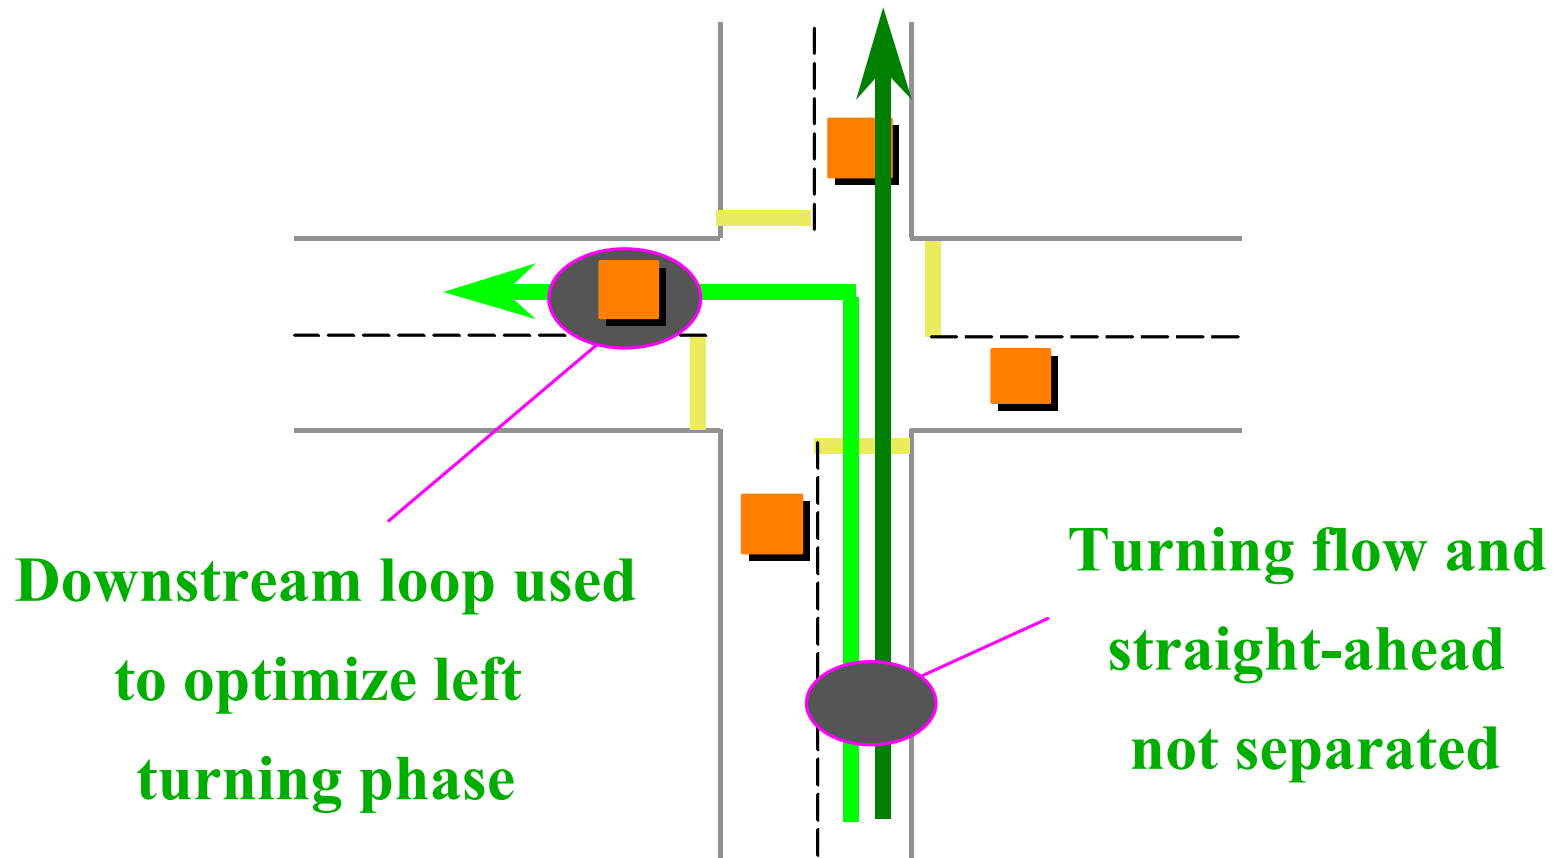 Downstream loop used
to optimize left
turning phase
Turning flow and
straight-ahead
not separated